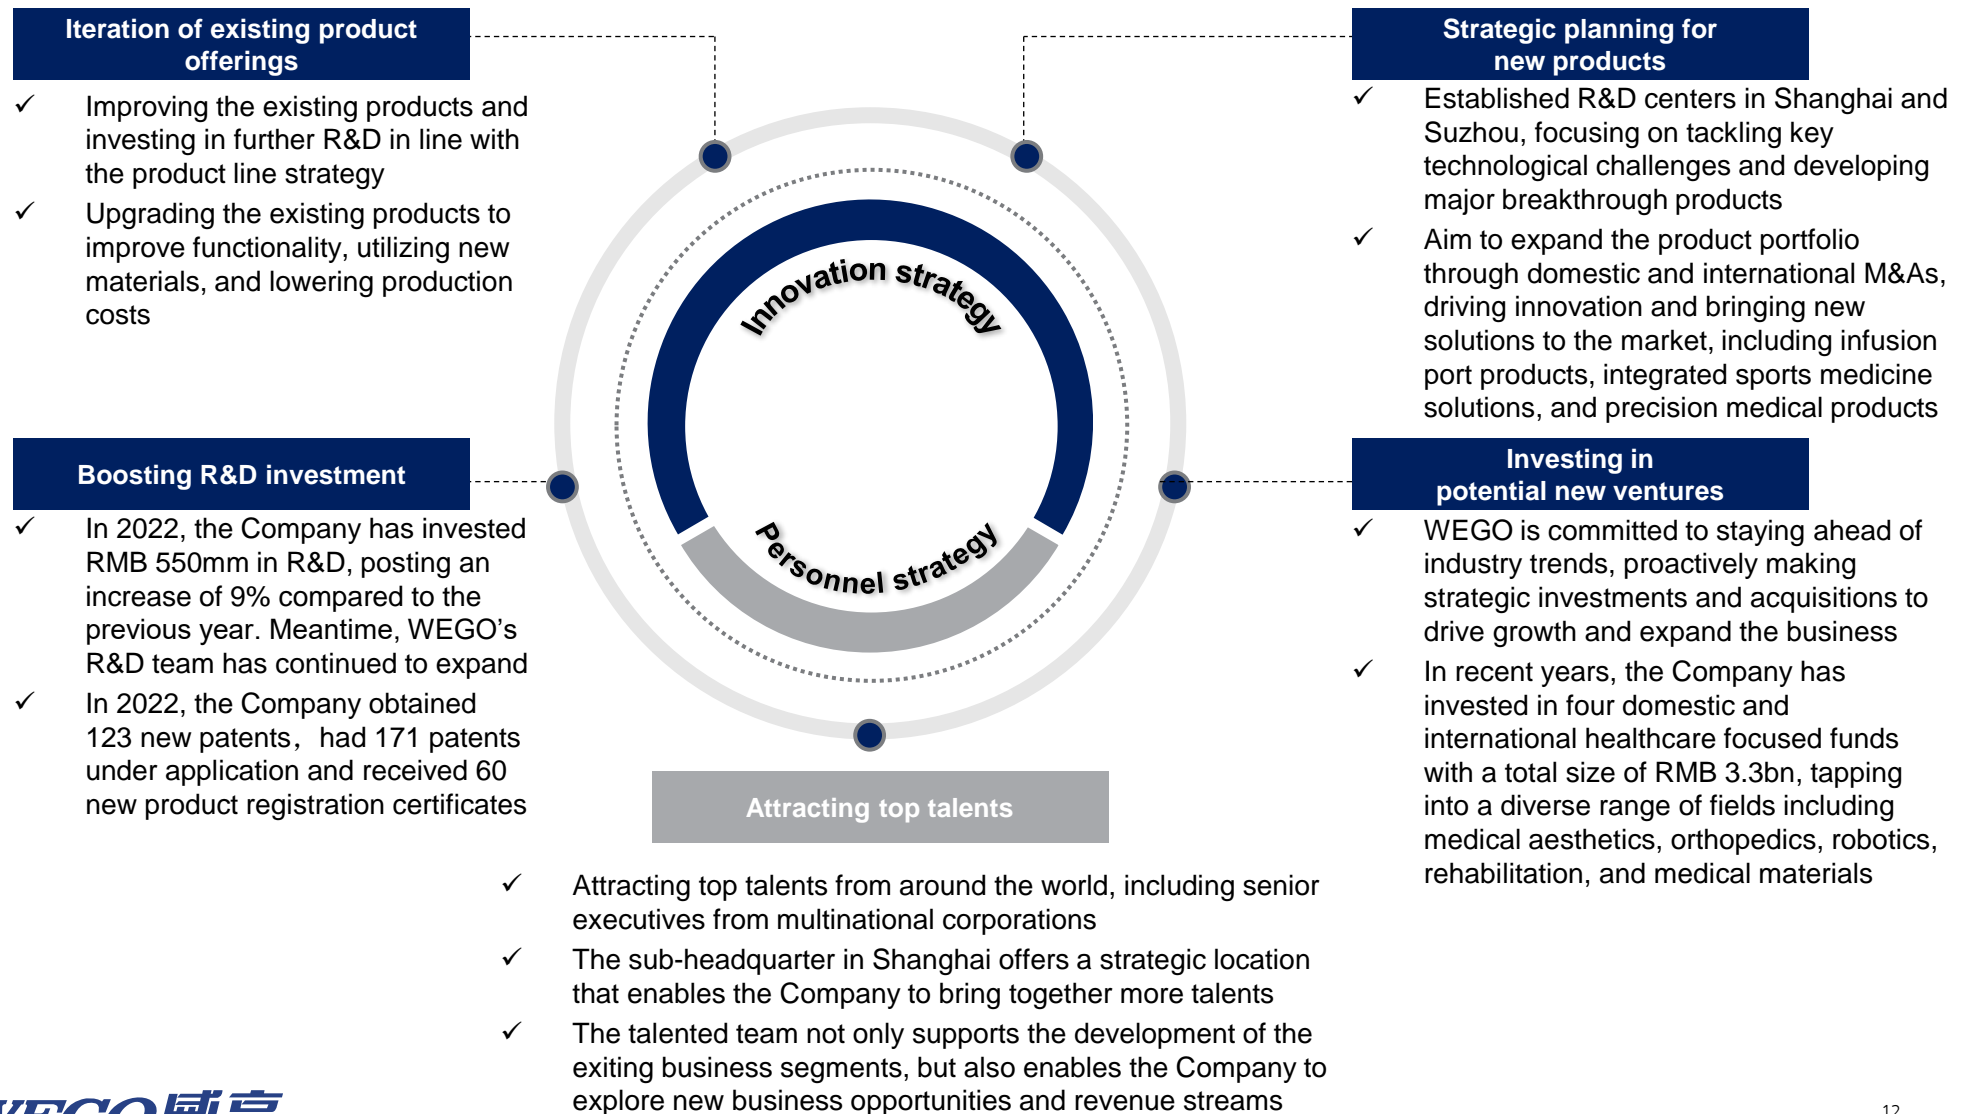 Iteration of existing product
offerings
✓ Improving the existing products and
investing in further R&D in line with
the product line strategy
✓ Upgrading the existing products to
improve functionality, utilizing new
materials, and lowering production
costs
Strategic planning for
new products
✓ Established R&D centers in Shanghai and
Suzhou, focusing on tackling key
technological challenges and developing
major breakthrough products
✓ Aim to expand the product portfolio
through domestic and international M&As,
driving innovation and bringing new
solutions to the market, including infusion
port products, integrated sports medicine
solutions, and precision medical products
Innovation strategy
Personnel strategy
Boosting R&D investment
✓ In 2022, the Company has invested
RMB 550mm in R&D, posting an
increase of 9% compared to the
previous year. Meantime, WEGO’s
R&D team has continued to expand
✓ In 2022, the Company obtained
123 new patents，had 171 patents
under application and received 60
new product registration certificates
Investing in
potential new ventures
✓ WEGO is committed to staying ahead of
industry trends, proactively making
strategic investments and acquisitions to
drive growth and expand the business
✓ In recent years, the Company has
invested in four domestic and
international healthcare focused funds
with a total size of RMB 3.3bn, tapping
into a diverse range of fields including
medical aesthetics, orthopedics, robotics,
rehabilitation, and medical materials
Attracting top talents
✓ Attracting top talents from around the world, including senior
executives from multinational corporations
✓ The sub-headquarter in Shanghai offers a strategic location
that enables the Company to bring together more talents
✓ The talented team not only supports the development of the
exiting business segments, but also enables the Company to
explore new business opportunities and revenue streams
WEGO威高
12